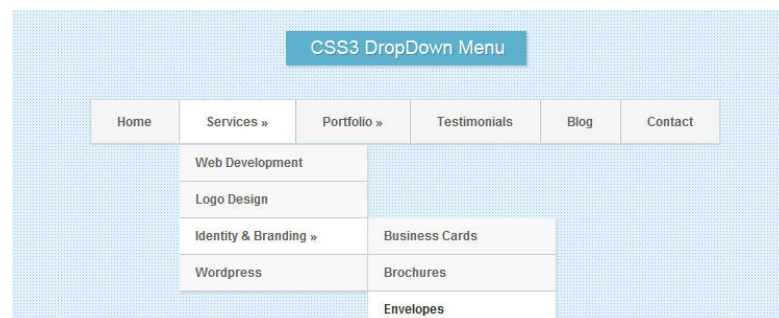 CSS3 DropDown Menu
Home Services » Portfolio » Testimonials Blog Contact
Web Development
Logo Design
Identity & Branding » Business Cards
Wordpress Brochures
Envelopes